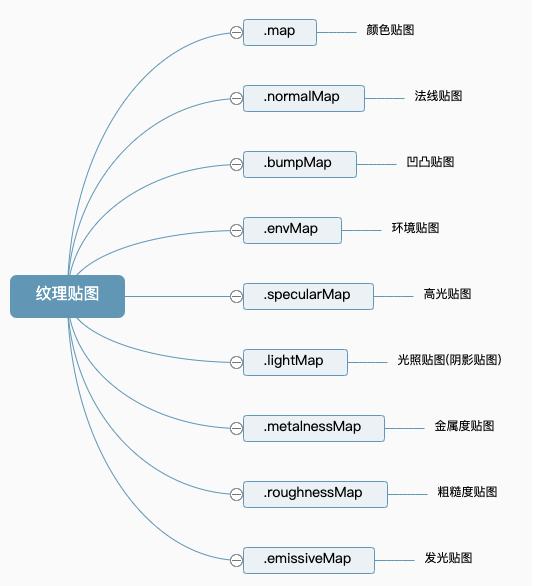 .map
颜色贴图
.normalMap
法线贴图
.bumpMap
凹凸贴图
.envMap
环境贴图
纹理贴图
.specularMap
高光贴图
.lightMap
光照贴图(阴影贴图)
.metalnessMap
金属度贴图
.roughnessMap
粗糙度贴图
.emissiveMap
发光贴图